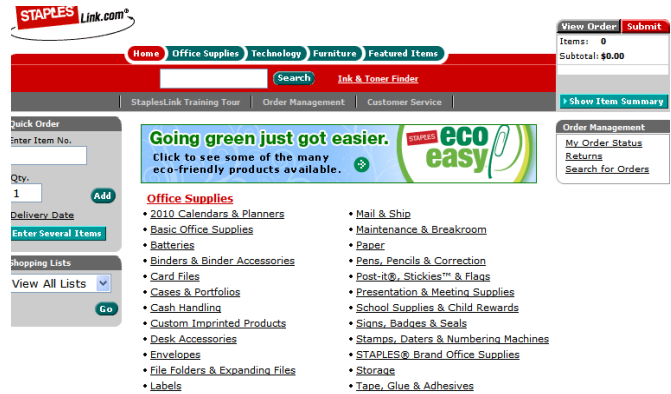 STAPLES Link.com®
View Order Submit
Items: 0
Subtotal: $0.00
Show Item Summary
Home Office Supplies Technology Furniture Featured Items
Search Ink & Toner Finder
StaplesLink Training Tour Order Management Customer Service
Quick Order
Enter Item No.
Qty.
1 Add
Delivery Date
Enter Several Items
Shopping Lists
View All Lists
Go
Going green just got easier.
Click to see some of the many
eco-friendly products available.
STAPLES eco
easy
Order Management
My Order Status
Returns
Search for Orders
Office Supplies
2010 Calendars & Planners
Basic Office Supplies
Batteries
Binders & Binder Accessories
Card Files
Cases & Portfolios
Cash Handling
Custom Imprinted Products
Desk Accessories
Envelopes
File Folders & Expanding Files
Labels
Mail & Ship
Maintenance & Breakroom
Paper
Pens, Pencils & Correction
Post-it®, Stickies™ & Flags
Presentation & Meeting Supplies
School Supplies & Child Rewards
Signs, Badges & Seals
Stamps, Daters & Numbering Machines
STAPLES® Brand Office Supplies
Storage
Tape, Glue & Adhesives